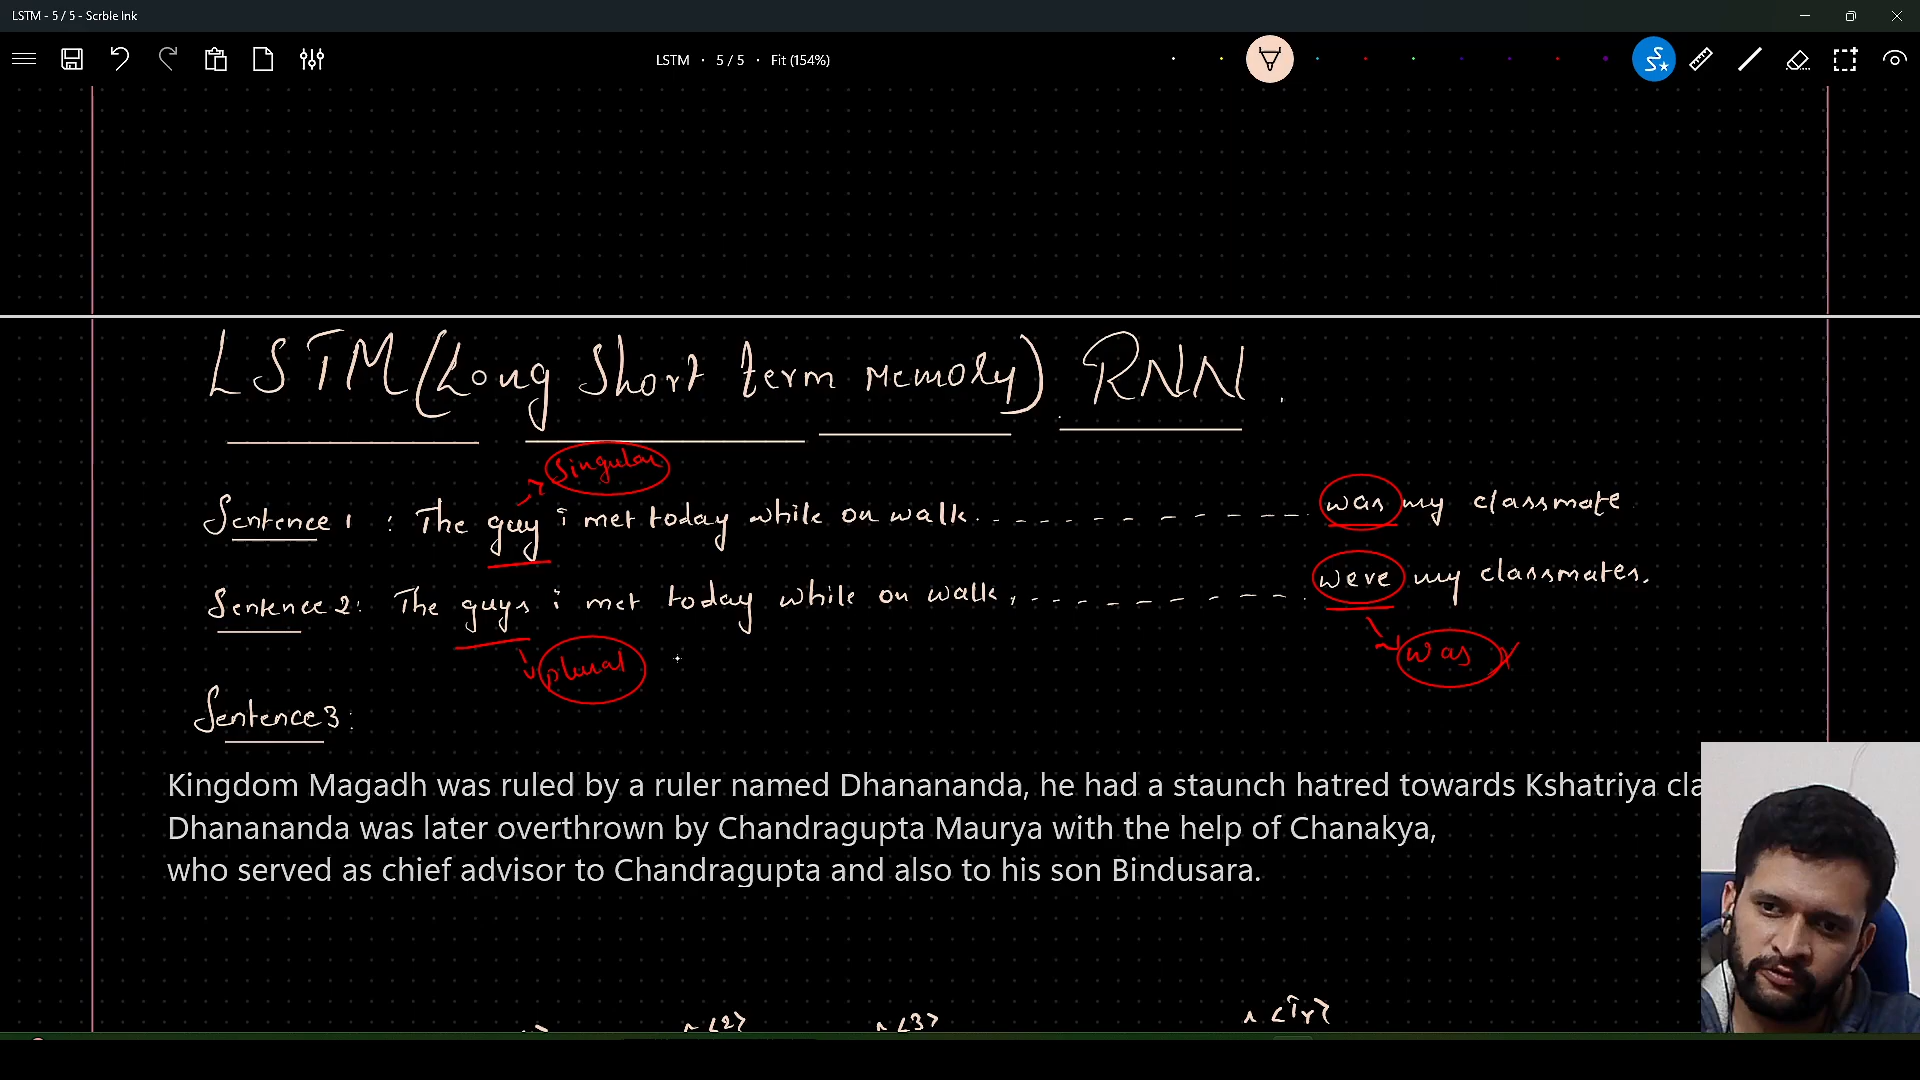 LSTM - 5 / 5 - Scrble Ink
LSTM · 5 / 5 · Fit (154%)
LSTM (Long Short term Memory) RNN.
singular
Sentence 1 : The guy i met today while on walk. - - - - - - - - - - was my classmate
Sentence 2: The guys i met today while on walk, - - - - - - - - - were my classmates.
plural
was x
Sentence 3:
Kingdom Magadh was ruled by a ruler named Dhanananda, he had a staunch hatred towards Kshatriya cla
Dhanananda was later overthrown by Chandragupta Maurya with the help of Chanakya,
who served as chief advisor to Chandragupta and also to his son Bindusara.
<2> <3> <Ty>